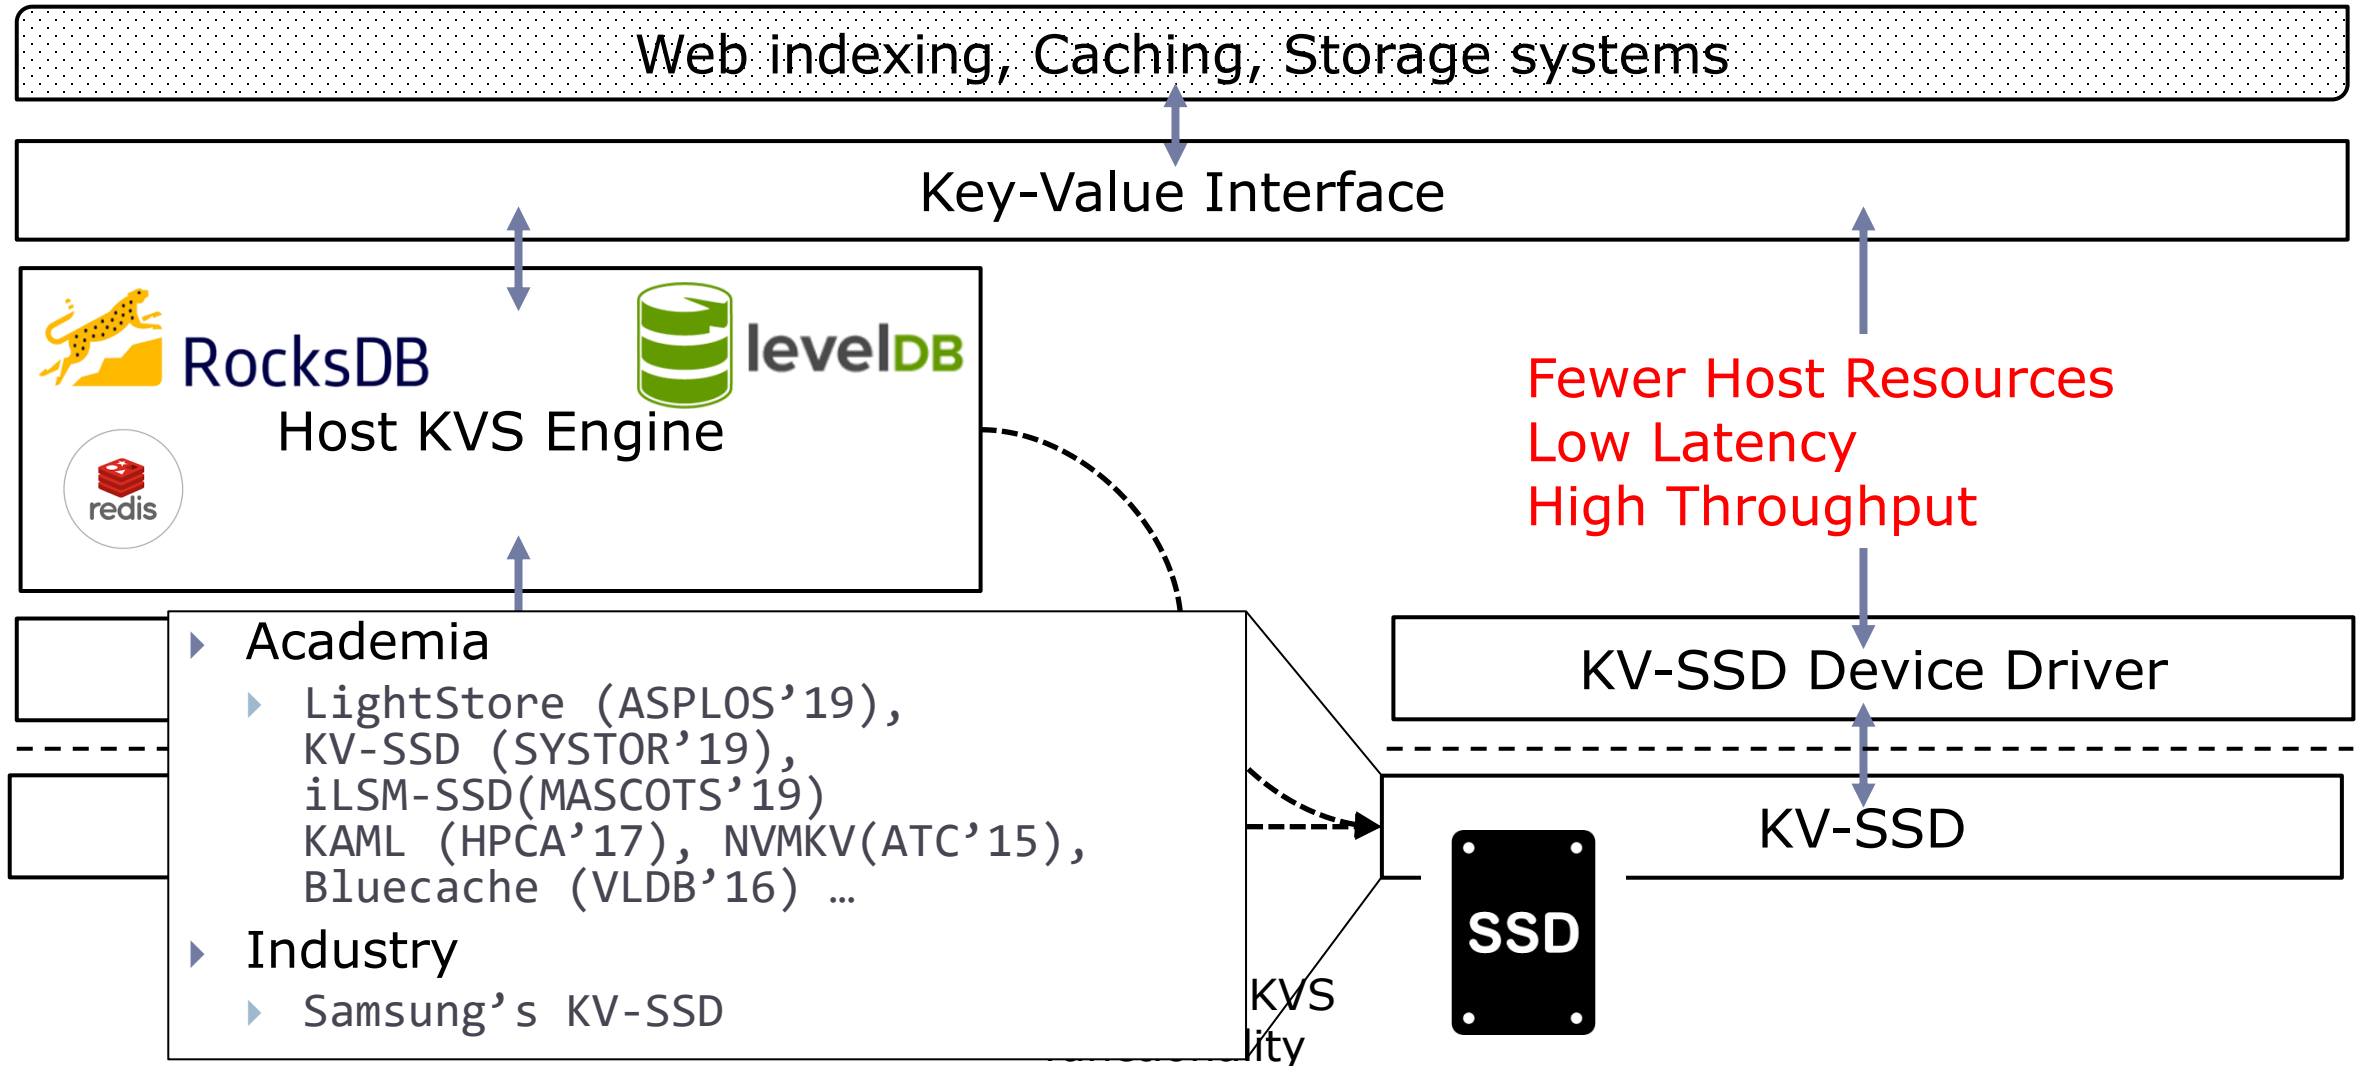 Web indexing, Caching, Storage systems
Key-Value Interface
RocksDB
levelDB
Host KVS Engine
redis
Fewer Host Resources
Low Latency
High Throughput
Academia
LightStore (ASPLOS’19),
KV-SSD (SYSTOR’19),
iLSM-SSD(MASCOTS’19)
KAML (HPCA’17), NVMKV(ATC’15),
Bluecache (VLDB’16) …
Industry
Samsung’s KV-SSD
KV-SSD Device Driver
KV-SSD
SSD
KVS